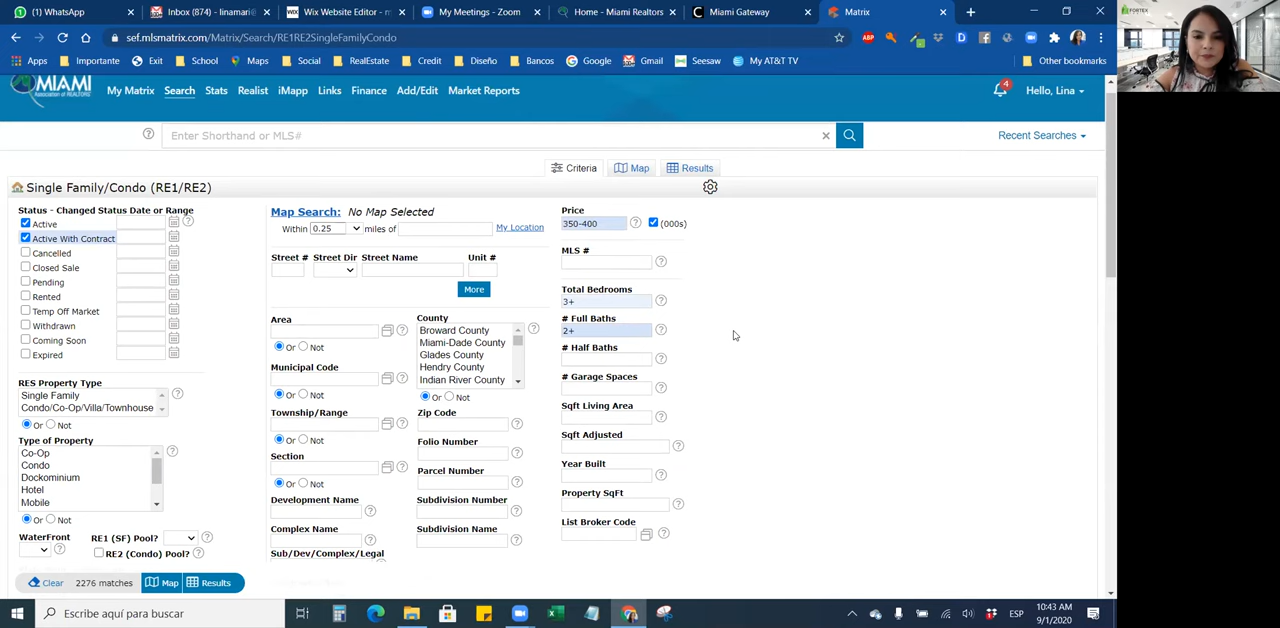 (1) WhatsApp
Inbox (874) - linamari@
Wix Website Editor - m
My Meetings - Zoom
Home - Miami Realtors
Miami Gateway
Matrix
sef.mlsmatrix.com/Matrix/Search/RE1RE2SingleFamilyCondo
Apps
Importante
Exit
School
Maps
Social
RealEstate
Credit
Diseño
Bancos
Google
Gmail
Seesaw
My AT&T TV
Other bookmarks
MIAMI
My Matrix
Search
Stats
Realist
iMapp
Links
Finance
Add/Edit
Market Reports
4
Hello, Lina
Enter Shorthand or MLS#
Recent Searches
Criteria
Map
Results
Single Family/Condo (RE1/RE2)
Status - Changed Status Date or Range
Active
Active With Contract
Cancelled
Closed Sale
Pending
Rented
Temp Off Market
Withdrawn
Coming Soon
Expired
RES Property Type
Single Family
Condo/Co-Op/Villa/Townhouse
Or Not
Type of Property
Co-Op
Condo
Dockominium
Hotel
Mobile
Or Not
WaterFront
RE1 (SF) Pool?
RE2 (Condo) Pool?
Map Search: No Map Selected
Within 0.25 miles of
My Location
Street # Street Dir Street Name Unit #
More
Area
Or Not
Municipal Code
Or Not
Township/Range
Or Not
Section
Or Not
Development Name
Complex Name
Sub/Dev/Complex/Legal
County
Broward County
Miami-Dade County
Glades County
Hendry County
Indian River County
Or Not
Zip Code
Folio Number
Parcel Number
Subdivision Number
Subdivision Name
Price
350-400
(000s)
MLS #
Total Bedrooms
3+
# Full Baths
2+
# Half Baths
# Garage Spaces
Sqft Living Area
Sqft Adjusted
Year Built
Property SqFt
List Broker Code
Clear
2276 matches
Map
Results
Escribe aquí para buscar
ESP
10:43 AM
9/1/2020
FORTEX